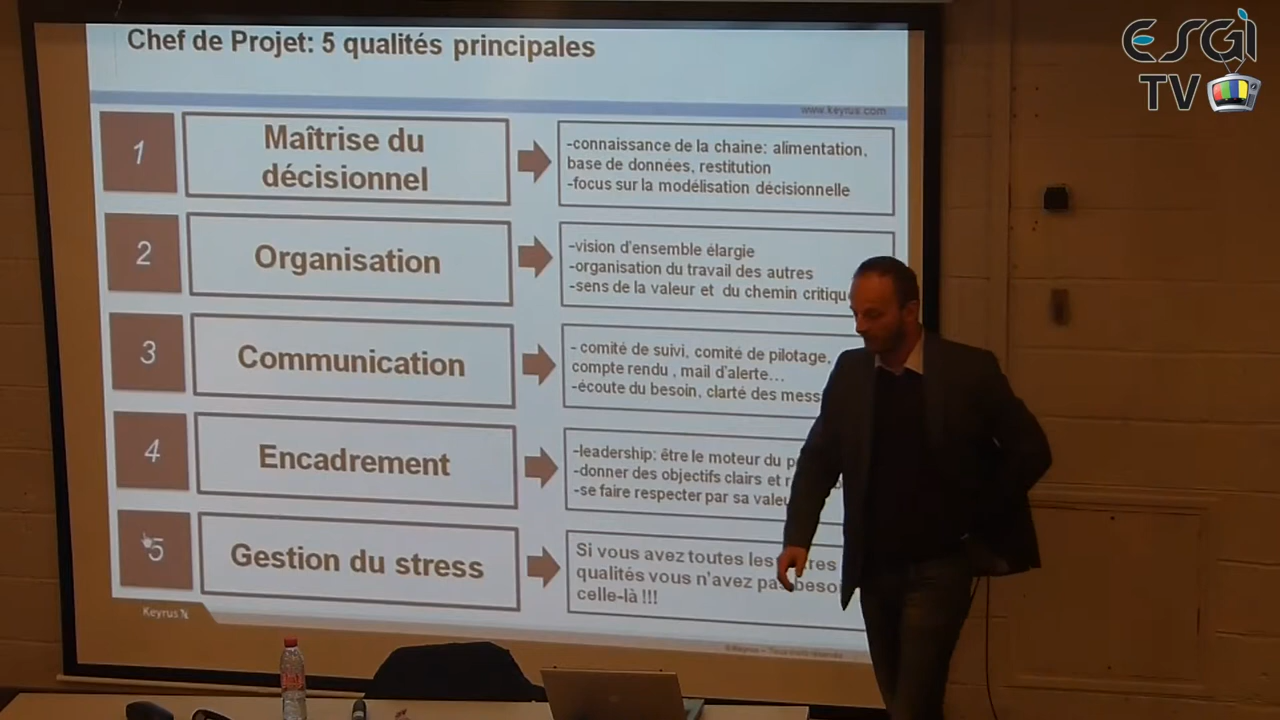 ESGI
TV
Chef de Projet: 5 qualités principales
www.keyrus.com
1
Maîtrise du
décisionnel
-connaissance de la chaine: alimentation,
base de données, restitution
-focus sur la modélisation décisionnelle
2
Organisation
-vision d'ensemble élargie
-organisation du travail des autres
-sens de la valeur et du chemin
3
Communication
- comité de suivi, comité de pilotage,
compte rendu , mail d'alerte...
-écoute du besoin, clarté des
4
Encadrement
-leadership: être le moteur du
-donner des objectifs clairs et
-se faire respecter par sa
5
Gestion du stress
Si vous avez toutes les
qualités vous n'avez
celle-là !!!
Keyrus